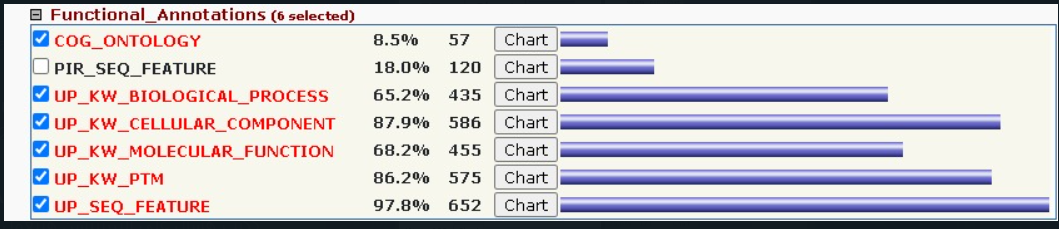 Functional_Annotations (6 selected)
COG_ONTOLOGY 8.5% 57 Chart
PIR_SEQ_FEATURE 18.0% 120 Chart
UP_KW_BIOLOGICAL_PROCESS 65.2% 435 Chart
UP_KW_CELLULAR_COMPONENT 87.9% 586 Chart
UP_KW_MOLECULAR_FUNCTION 68.2% 455 Chart
UP_KW_PTM 86.2% 575 Chart
UP_SEQ_FEATURE 97.8% 652 Chart